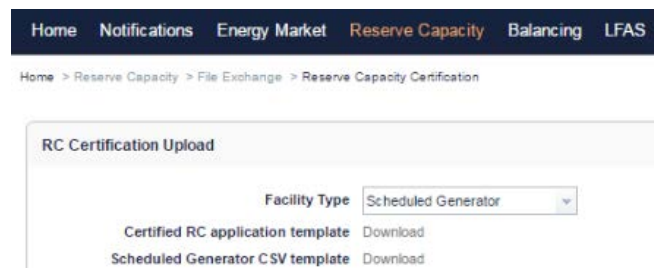 Home Notifications Energy Market Reserve Capacity Balancing LFAS
Home > Reserve Capacity > File Exchange > Reserve Capacity Certification
RC Certification Upload
Facility Type Scheduled Generator
Certified RC application template Download
Scheduled Generator CSV template Download